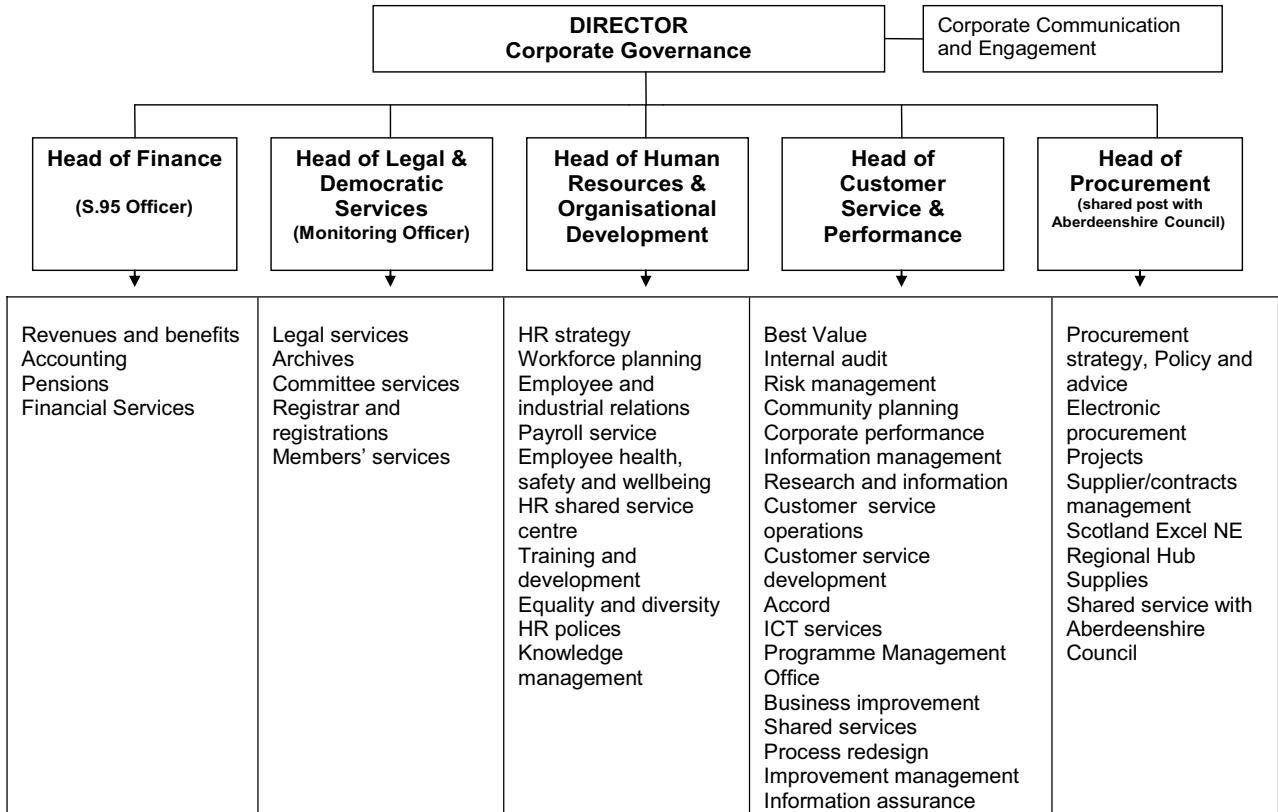 DIRECTOR
Corporate Governance
Corporate Communication
and Engagement
Head of Finance
(S.95 Officer)
Head of Legal &
Democratic
Services
(Monitoring Officer)
Head of Human
Resources &
Organisational
Development
Head of
Customer
Service &
Performance
Head of
Procurement
(shared post with
Aberdeenshire Council)
Revenues and benefits
Accounting
Pensions
Financial Services
Legal services
Archives
Committee services
Registrar and
registrations
Members’ services
HR strategy
Workforce planning
Employee and
industrial relations
Payroll service
Employee health,
safety and wellbeing
HR shared service
centre
Training and
development
Equality and diversity
HR polices
Knowledge
management
Best Value
Internal audit
Risk management
Community planning
Corporate performance
Information management
Research and information
Customer service
operations
Customer service
development
Accord
ICT services
Programme Management
Office
Business improvement
Shared services
Process redesign
Improvement management
Information assurance
Procurement
strategy, Policy and
advice
Electronic
procurement
Projects
Supplier/contracts
management
Scotland Excel NE
Regional Hub
Supplies
Shared service with
Aberdeenshire
Council